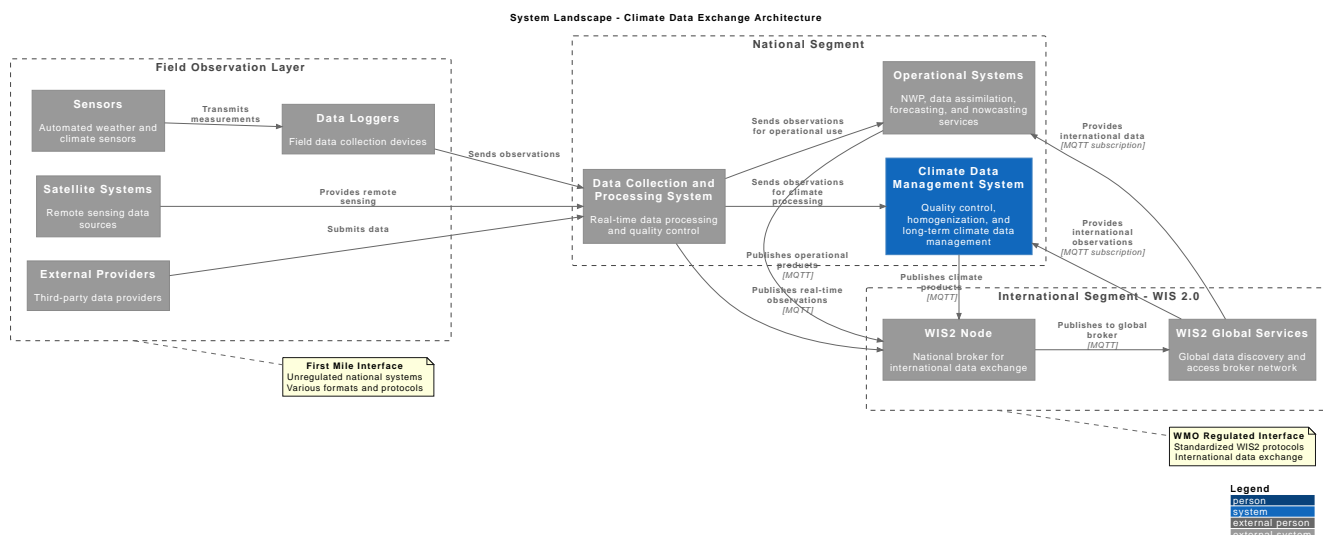 System Landscape - Climate Data Exchange Architecture
Field Observation Layer
Sensors
Automated weather and
climate sensors
Transmits
measurements
Data Loggers
Field data collection devices
Satellite Systems
Remote sensing data
sources
External Providers
Third-party data providers
Sends observations
Provides remote
sensing
Submits data
First Mile Interface
Unregulated national systems
Various formats and protocols
National Segment
Data Collection and
Processing System
Real-time data processing
and quality control
Sends observations
for operational use
Sends observations
for climate
processing
Operational Systems
NWP, data assimilation,
forecasting, and nowcasting
services
Climate Data
Management System
Quality control,
homogenization, and
long-term climate data
management
Provides
international data
[MQTT subscription]
Provides
international
observations
[MQTT subscription]
Publishes operational
products
[MQTT]
Publishes real-time
observations
[MQTT]
Publishes climate
products
[MQTT]
International Segment - WIS 2.0
WIS2 Node
National broker for
international data exchange
Publishes to global
broker
[MQTT]
WIS2 Global Services
Global data discovery and
access broker network
WMO Regulated Interface
Standardized WIS2 protocols
International data exchange
Legend
person
system
external person
external system